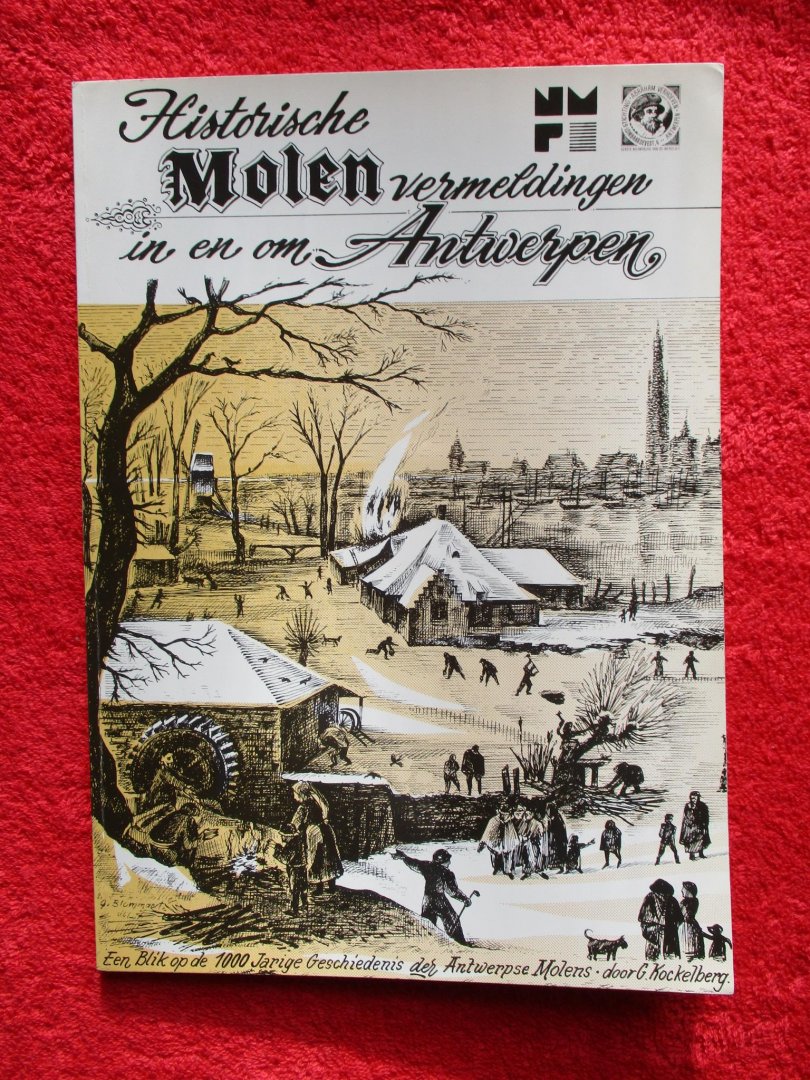 Historische
Molen vermeldingen
in en om Antwerpen
NM
F
Een Blik op de 1000 Jarige Geschiedenis der Antwerpse Molens · door G. Kockelberg.